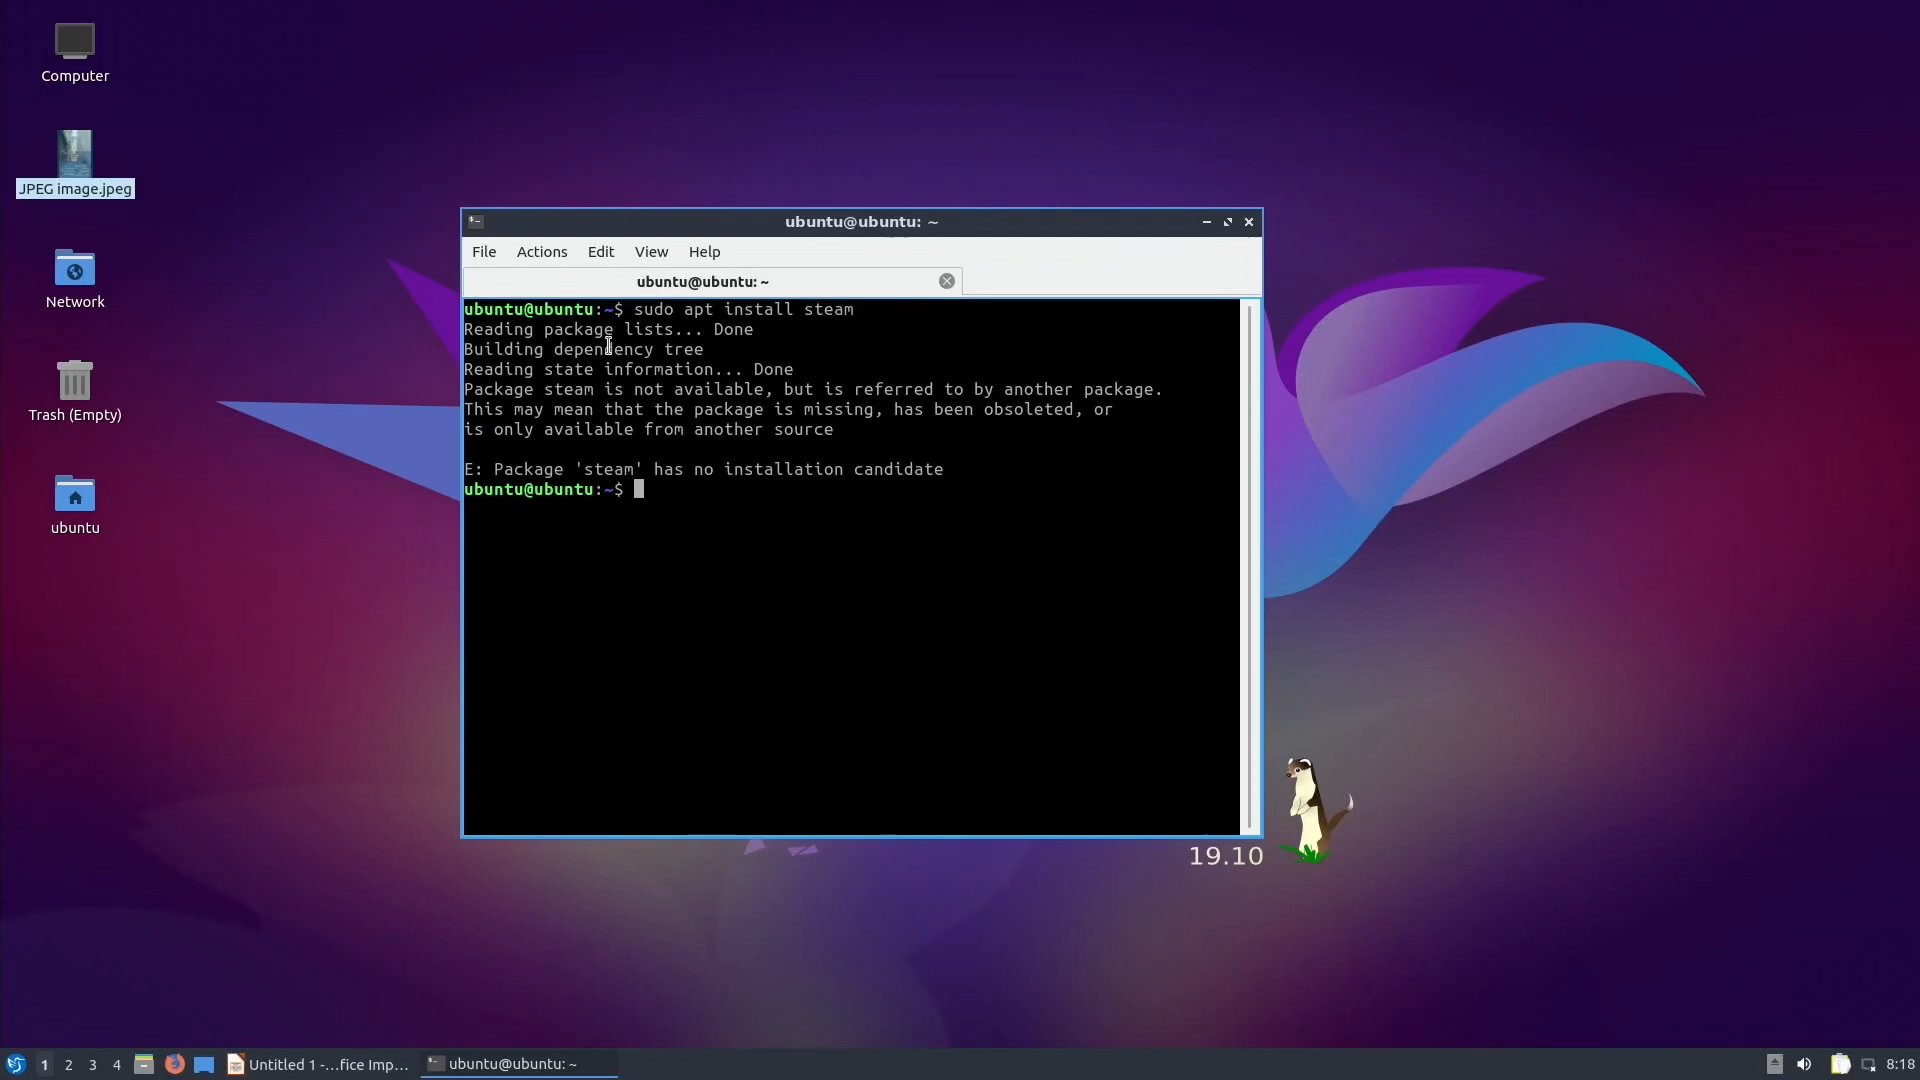 Computer
JPEG image.jpeg
Network
Trash (Empty)
ubuntu
ubuntu@ubuntu: ~
File Actions Edit View Help
ubuntu@ubuntu: ~
ubuntu@ubuntu:~$ sudo apt install steam
Reading package lists... Done
Building dependency tree
Reading state information... Done
Package steam is not available, but is referred to by another package.
This may mean that the package is missing, has been obsoleted, or
is only available from another source
E: Package 'steam' has no installation candidate
ubuntu@ubuntu:~$
19.10
1 2 3 4 Untitled 1 -...fice Imp... ubuntu@ubuntu: ~ 8:18